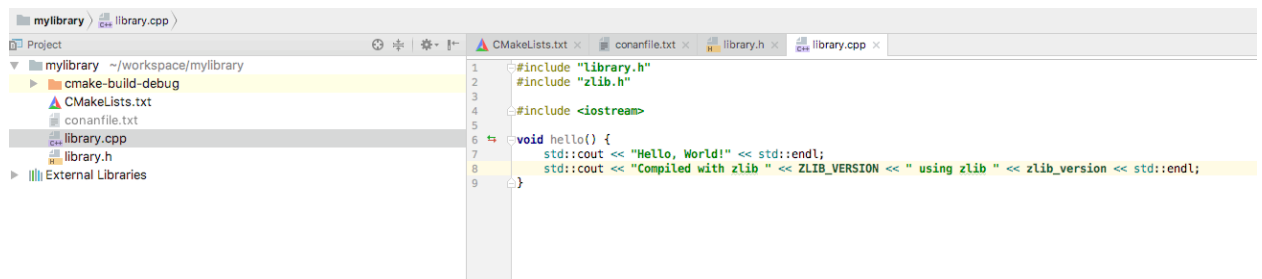 mylibrary library.cpp
Project
CMakeLists.txt conanfile.txt library.h library.cpp
mylibrary ~/workspace/mylibrary
cmake-build-debug
CMakeLists.txt
conanfile.txt
library.cpp
library.h
External Libraries
1 #include "library.h"
2 #include "zlib.h"
3
4 #include <iostream>
5
6 void hello() {
7 std::cout << "Hello, World!" << std::endl;
8 std::cout << "Compiled with zlib " << ZLIB_VERSION << " using zlib " << zlib_version << std::endl;
9 }